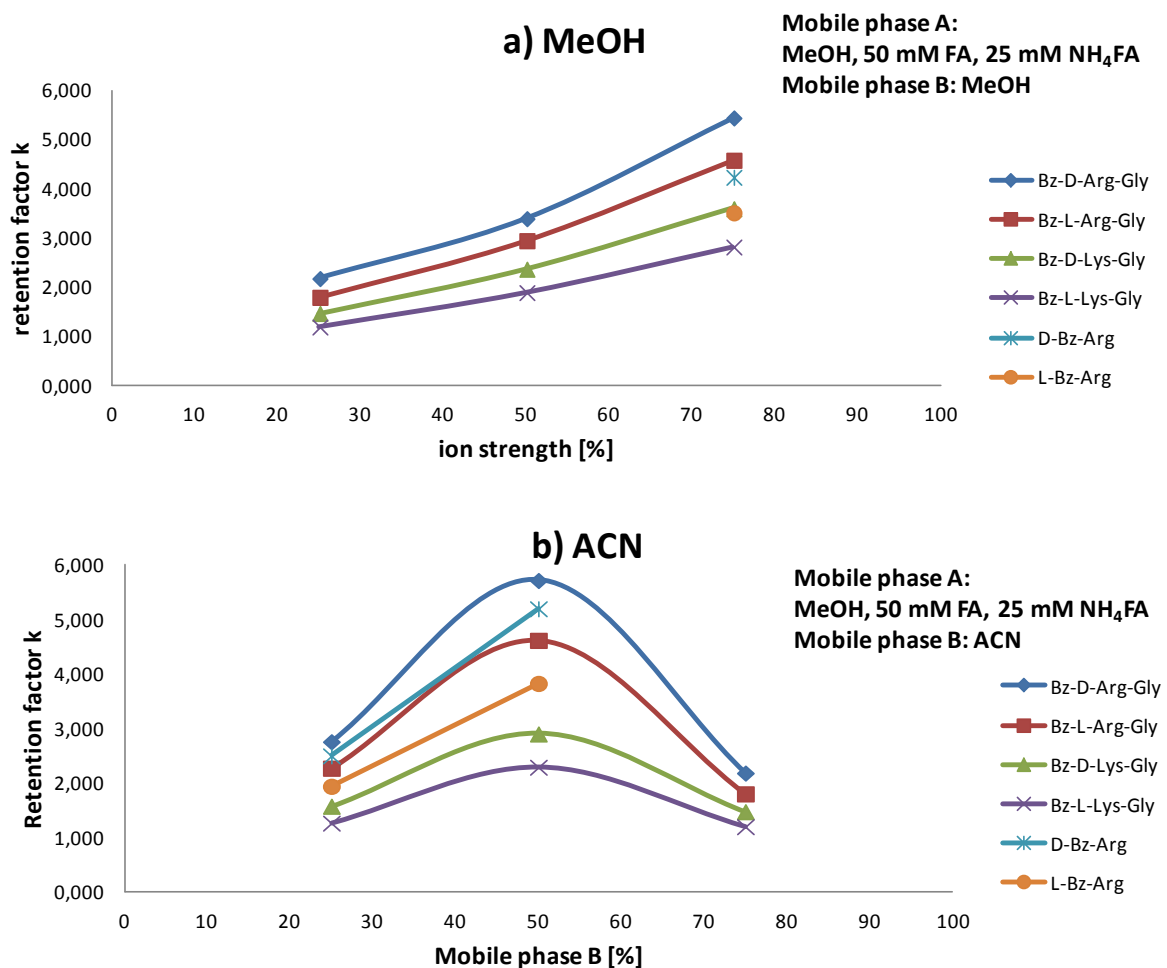 a) MeOH
Mobile phase A:
MeOH, 50 mM FA, 25 mM NH₄FA
Mobile phase B: MeOH
retention factor k
6,000
5,000
4,000
3,000
2,000
1,000
0,000
0 10 20 30 40 50 60 70 80 90 100
ion strength [%]
Bz-D-Arg-Gly
Bz-L-Arg-Gly
Bz-D-Lys-Gly
Bz-L-Lys-Gly
D-Bz-Arg
L-Bz-Arg
b) ACN
Mobile phase A:
MeOH, 50 mM FA, 25 mM NH₄FA
Mobile phase B: ACN
Retention factor k
6,000
5,000
4,000
3,000
2,000
1,000
0,000
0 10 20 30 40 50 60 70 80 90 100
Mobile phase B [%]
Bz-D-Arg-Gly
Bz-L-Arg-Gly
Bz-D-Lys-Gly
Bz-L-Lys-Gly
D-Bz-Arg
L-Bz-Arg